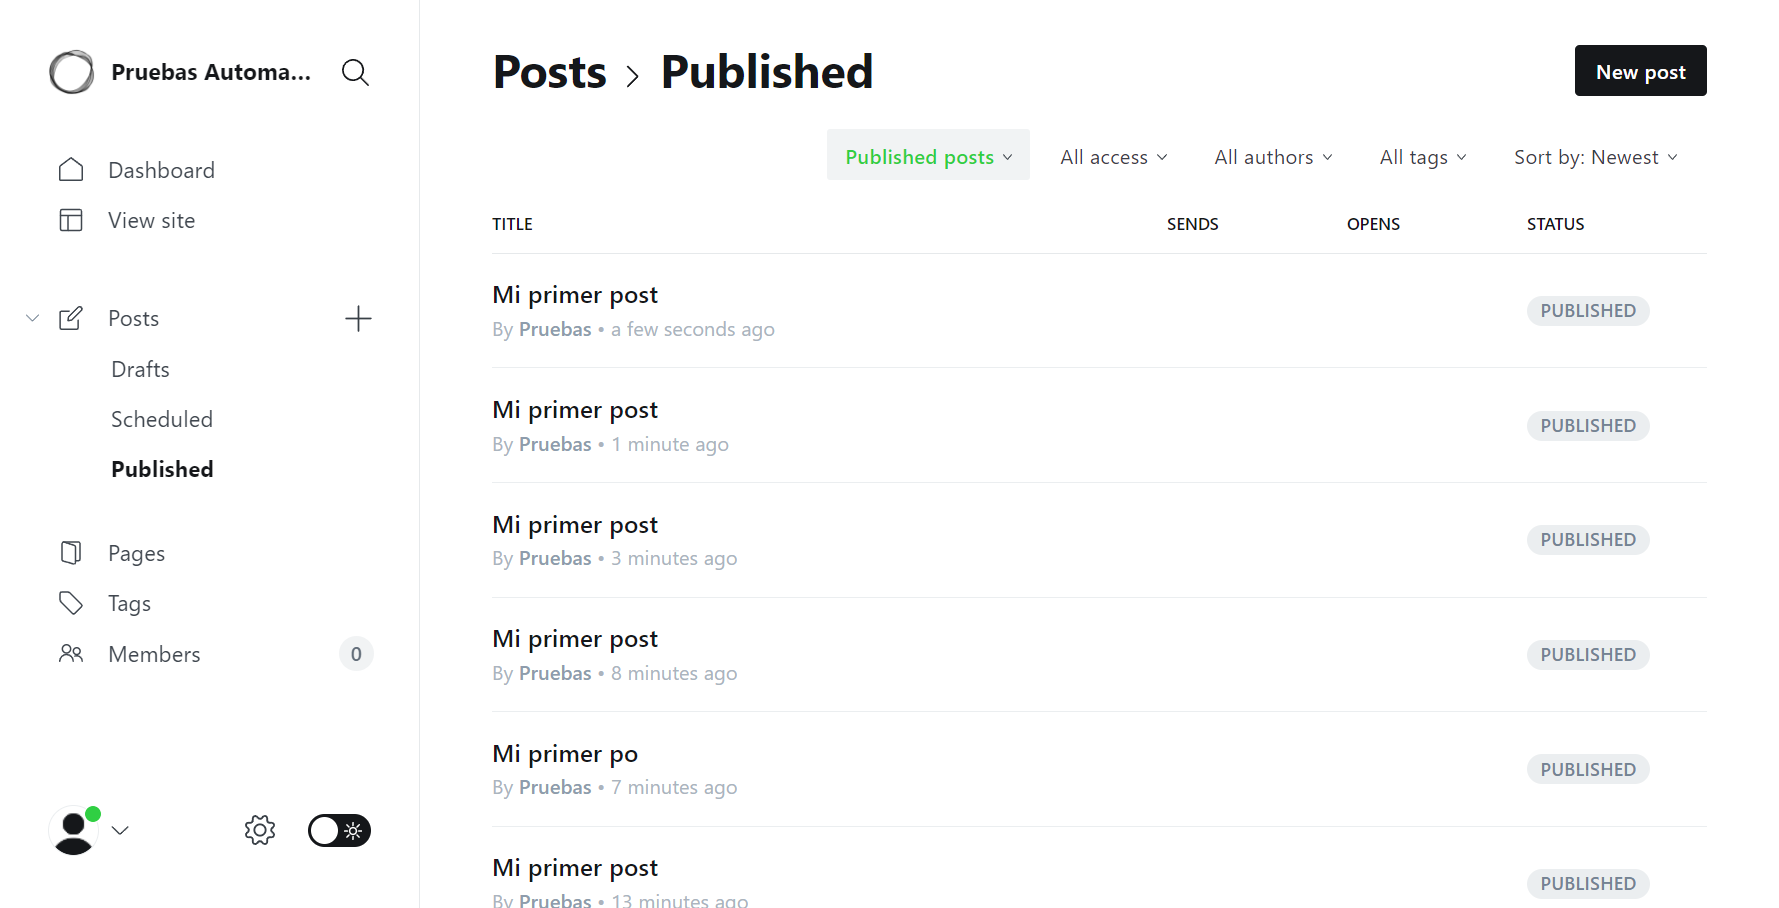 Pruebas Automa...
Dashboard
View site
Posts
Drafts
Scheduled
Published
Pages
Tags
Members 0
Posts > Published
New post
Published posts All access All authors All tags Sort by: Newest
TITLE SENDS OPENS STATUS
Mi primer post
By Pruebas • a few seconds ago
PUBLISHED
Mi primer post
By Pruebas • 1 minute ago
PUBLISHED
Mi primer post
By Pruebas • 3 minutes ago
PUBLISHED
Mi primer post
By Pruebas • 8 minutes ago
PUBLISHED
Mi primer po
By Pruebas • 7 minutes ago
PUBLISHED
Mi primer post
By Pruebas • 13 minutes ago
PUBLISHED